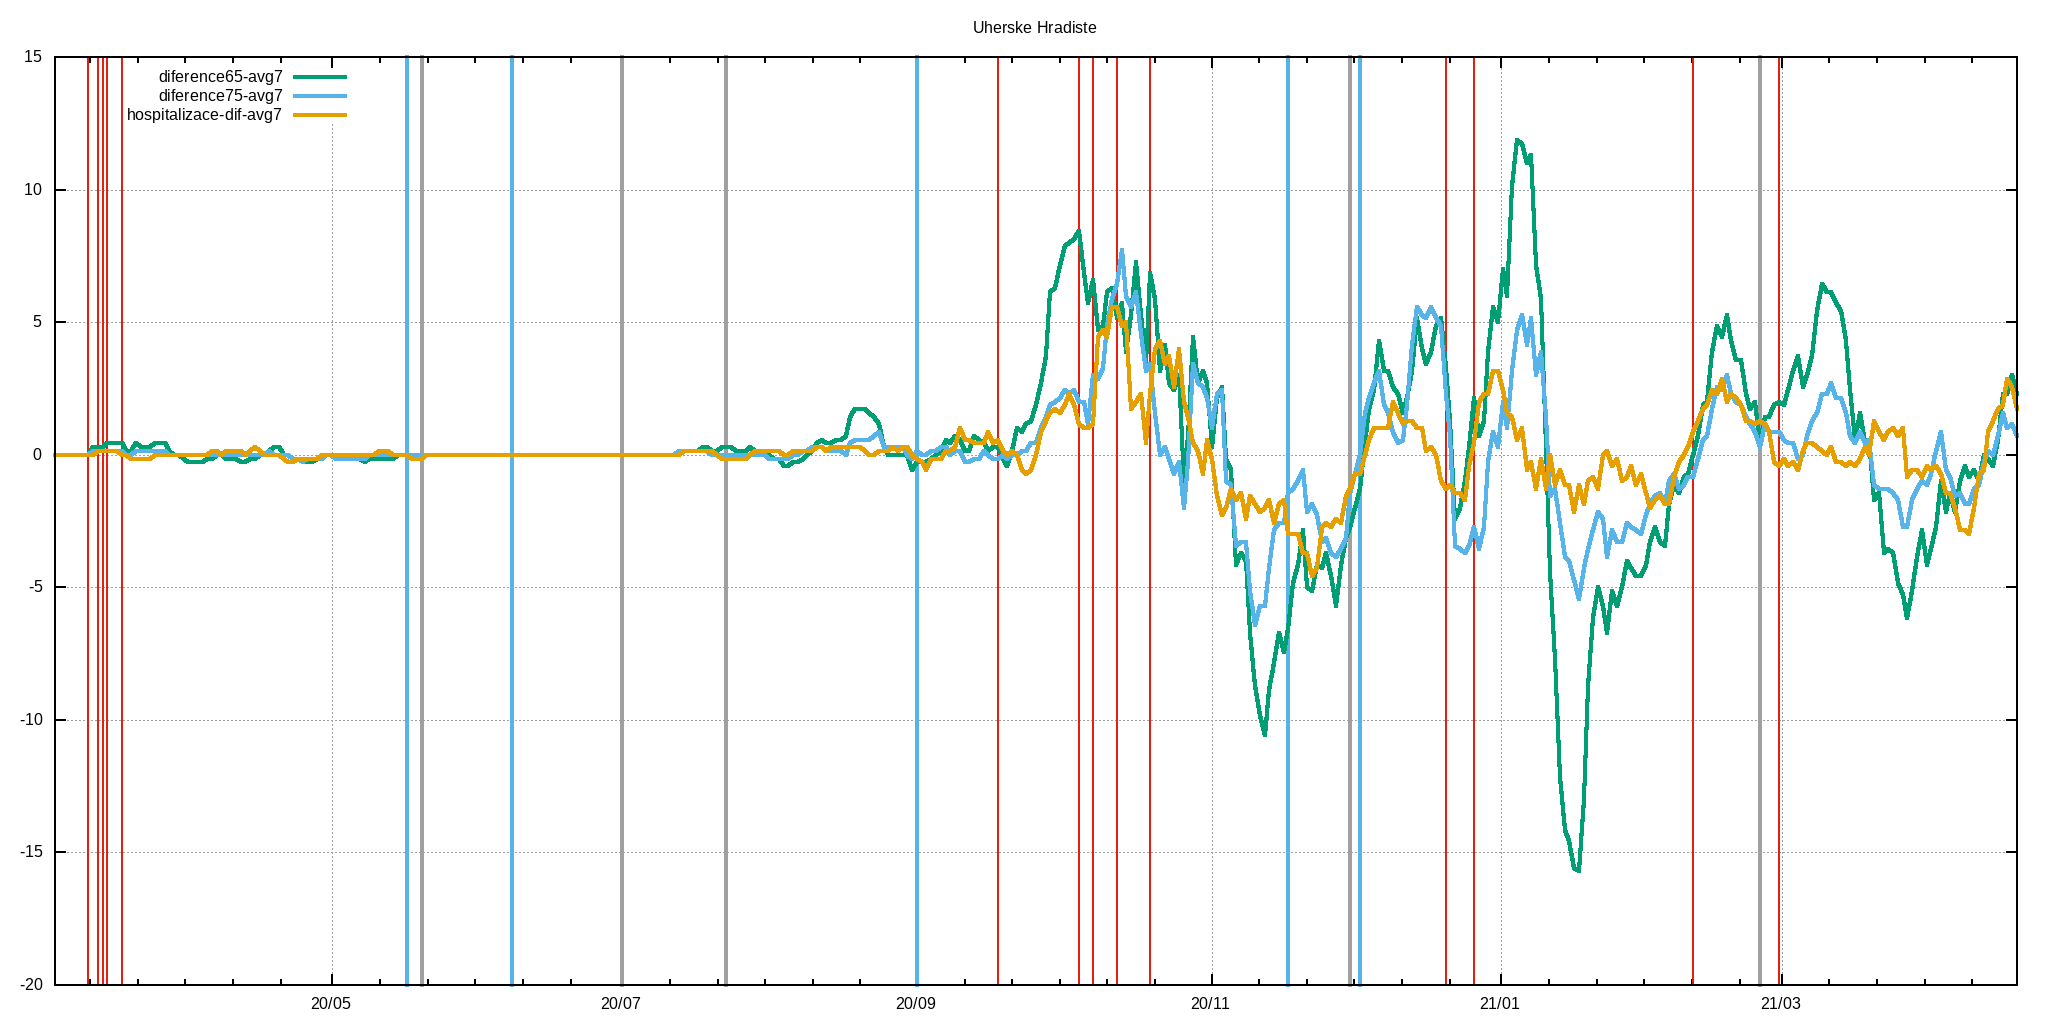 Uherske Hradiste
15
10
5
0
-5
-10
-15
-20
diference65-avg7
diference75-avg7
hospitalizace-dif-avg7
20/05 20/07 20/09 20/11 21/01 21/03